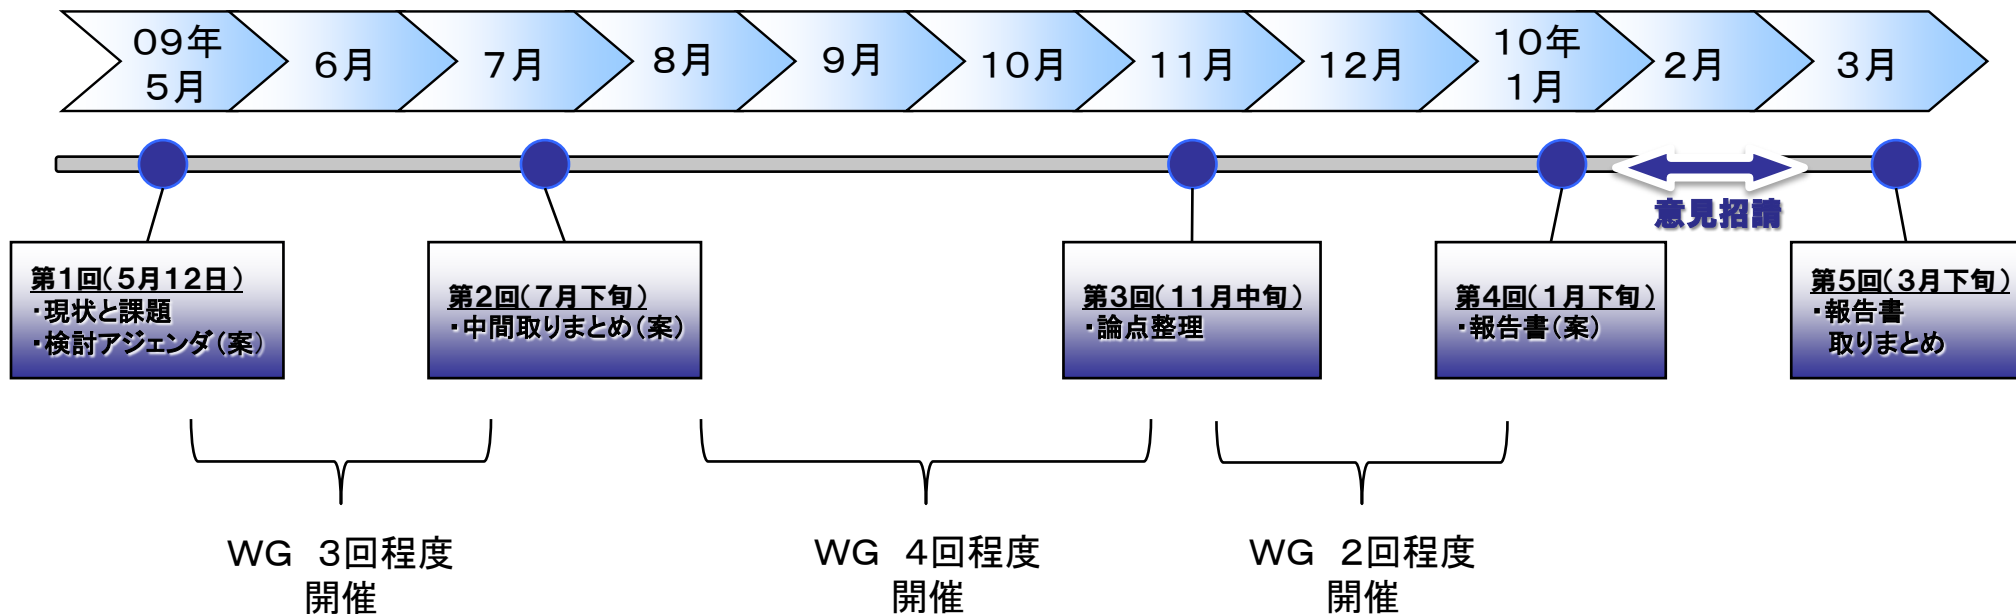 09年
5月
6月
7月
8月
9月
10月
11月
12月
10年
1月
2月
3月
意見招請
第1回(5月12日)
・現状と課題
・検討アジェンダ(案)
第2回(7月下旬)
・中間取りまとめ(案)
第3回(11月中旬)
・論点整理
第4回(1月下旬)
・報告書(案)
第5回(3月下旬)
・報告書
取りまとめ
WG 3回程度
開催
WG 4回程度
開催
WG 2回程度
開催